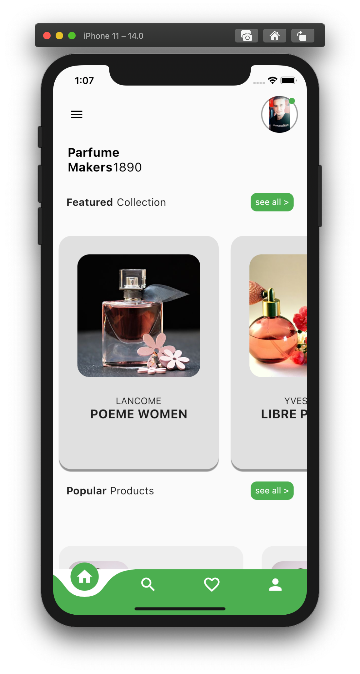 iPhone 11 – 14.0
1:07
Parfume
Makers1890
Featured Collection
see all >
LANCOME
POEME WOMEN
YVES
LIBRE P
Popular Products
see all >